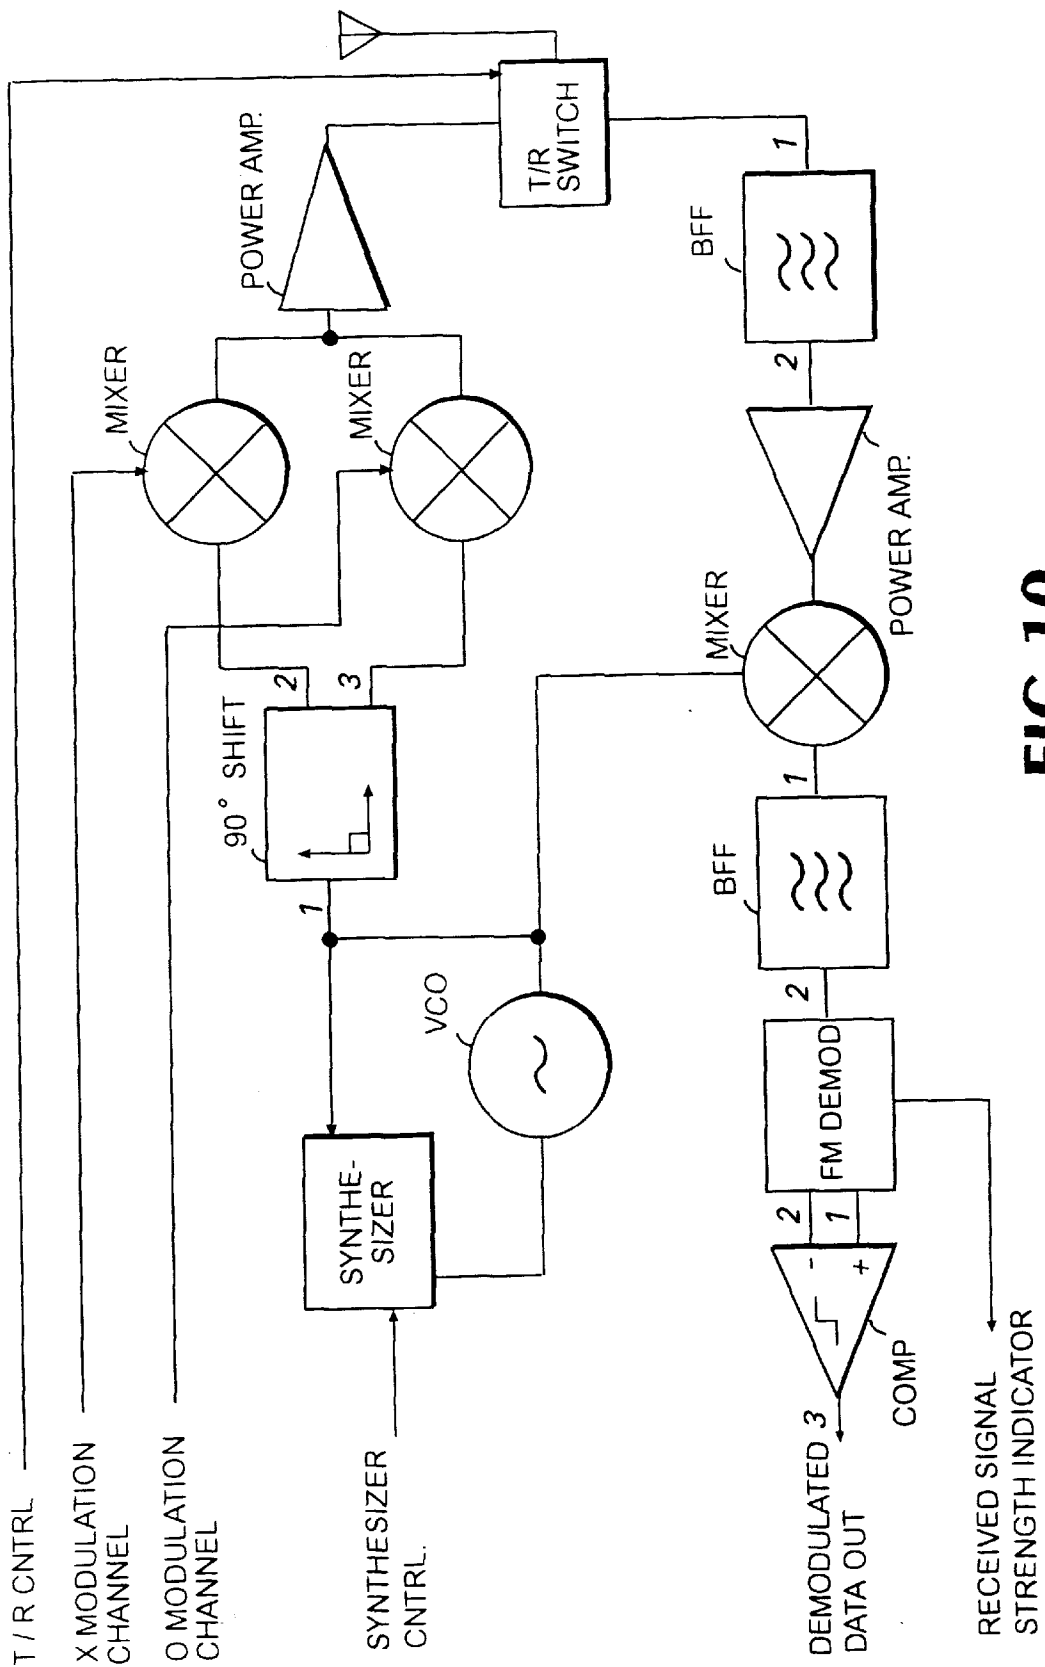 T / R CNTRL
X MODULATION
CHANNEL
O MODULATION
CHANNEL
SYNTHESIZER
CNTRL.
SYNTHE-
SIZER
VCO
1
90° SHIFT
2
3
MIXER
MIXER
POWER AMP.
T/R
SWITCH
1
BFF
2
POWER AMP.
MIXER
1
BFF
2
FM DEMOD
2
1
-
+
COMP
3
DEMODULATED
DATA OUT
RECEIVED SIGNAL
STRENGTH INDICATOR